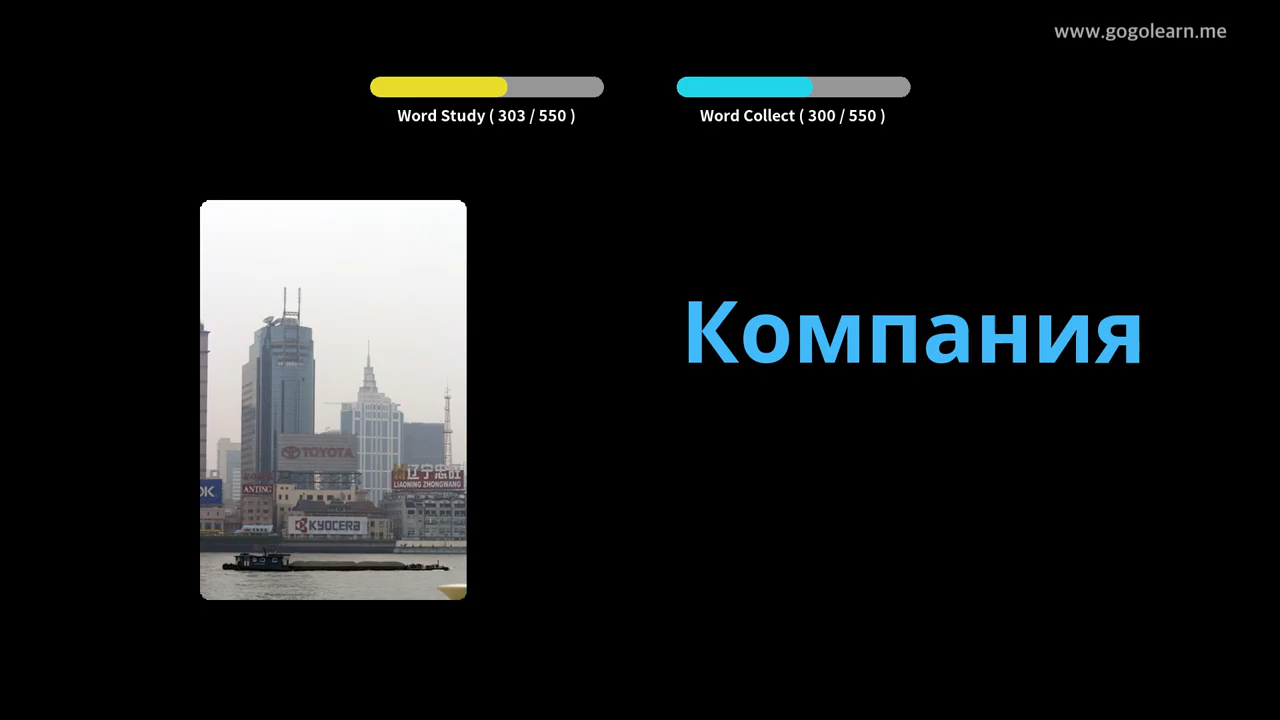 www.gogolearn.me
Word Study ( 303 / 550 )
Word Collect ( 300 / 550 )
Компания
TOYOTA
ANTING
LIAONING ZHONGWANG
KYOCERA